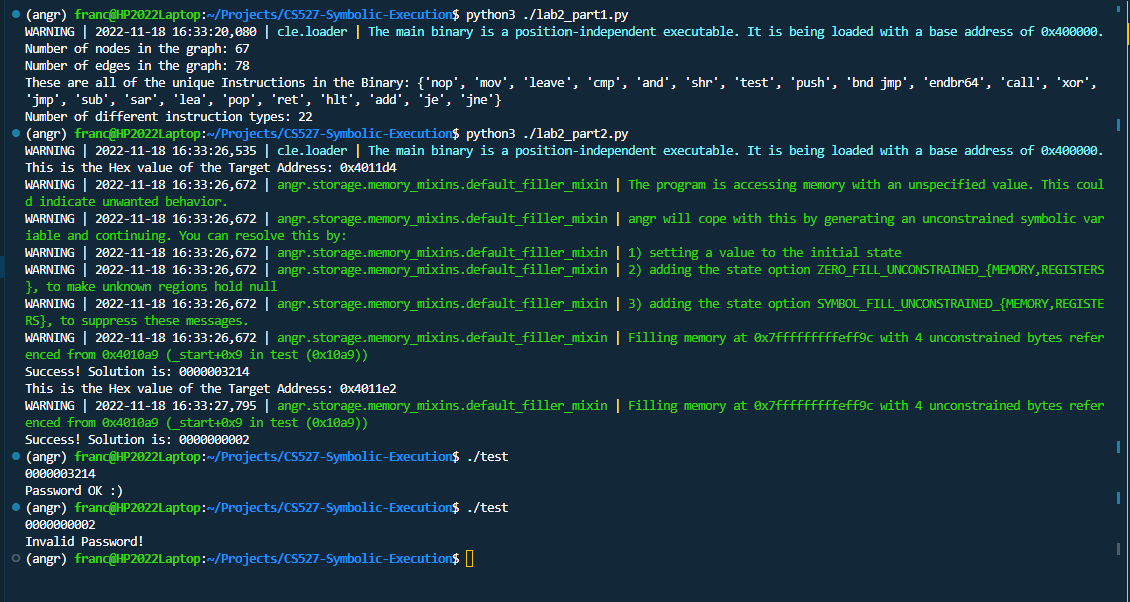 (angr) franc@HP2022Laptop:~/Projects/CS527-Symbolic-Execution$ python3 ./lab2_part1.py
WARNING | 2022-11-18 16:33:20,080 | cle.loader | The main binary is a position-independent executable. It is being loaded with a base address of 0x400000.
Number of nodes in the graph: 67
Number of edges in the graph: 78
These are all of the unique Instructions in the Binary: {'nop', 'mov', 'leave', 'cmp', 'and', 'shr', 'test', 'push', 'bnd jmp', 'endbr64', 'call', 'xor',
'jmp', 'sub', 'sar', 'lea', 'pop', 'ret', 'hlt', 'add', 'je', 'jne'}
Number of different instruction types: 22
(angr) franc@HP2022Laptop:~/Projects/CS527-Symbolic-Execution$ python3 ./lab2_part2.py
WARNING | 2022-11-18 16:33:26,535 | cle.loader | The main binary is a position-independent executable. It is being loaded with a base address of 0x400000.
This is the Hex value of the Target Address: 0x4011d4
WARNING | 2022-11-18 16:33:26,672 | angr.storage.memory_mixins.default_filler_mixin | The program is accessing memory with an unspecified value. This coul
d indicate unwanted behavior.
WARNING | 2022-11-18 16:33:26,672 | angr.storage.memory_mixins.default_filler_mixin | angr will cope with this by generating an unconstrained symbolic var
iable and continuing. You can resolve this by:
WARNING | 2022-11-18 16:33:26,672 | angr.storage.memory_mixins.default_filler_mixin | 1) setting a value to the initial state
WARNING | 2022-11-18 16:33:26,672 | angr.storage.memory_mixins.default_filler_mixin | 2) adding the state option ZERO_FILL_UNCONSTRAINED_{MEMORY,REGISTERS
}, to make unknown regions hold null
WARNING | 2022-11-18 16:33:26,672 | angr.storage.memory_mixins.default_filler_mixin | 3) adding the state option SYMBOL_FILL_UNCONSTRAINED_{MEMORY,REGISTE
RS}, to suppress these messages.
WARNING | 2022-11-18 16:33:26,672 | angr.storage.memory_mixins.default_filler_mixin | Filling memory at 0x7fffffffffeff9c with 4 unconstrained bytes refer
enced from 0x4010a9 (_start+0x9 in test (0x10a9))
Success! Solution is: 0000003214
This is the Hex value of the Target Address: 0x4011e2
WARNING | 2022-11-18 16:33:27,795 | angr.storage.memory_mixins.default_filler_mixin | Filling memory at 0x7fffffffffeff9c with 4 unconstrained bytes refer
enced from 0x4010a9 (_start+0x9 in test (0x10a9))
Success! Solution is: 0000000002
(angr) franc@HP2022Laptop:~/Projects/CS527-Symbolic-Execution$ ./test
0000003214
Password OK :)
(angr) franc@HP2022Laptop:~/Projects/CS527-Symbolic-Execution$ ./test
0000000002
Invalid Password!
(angr) franc@HP2022Laptop:~/Projects/CS527-Symbolic-Execution$